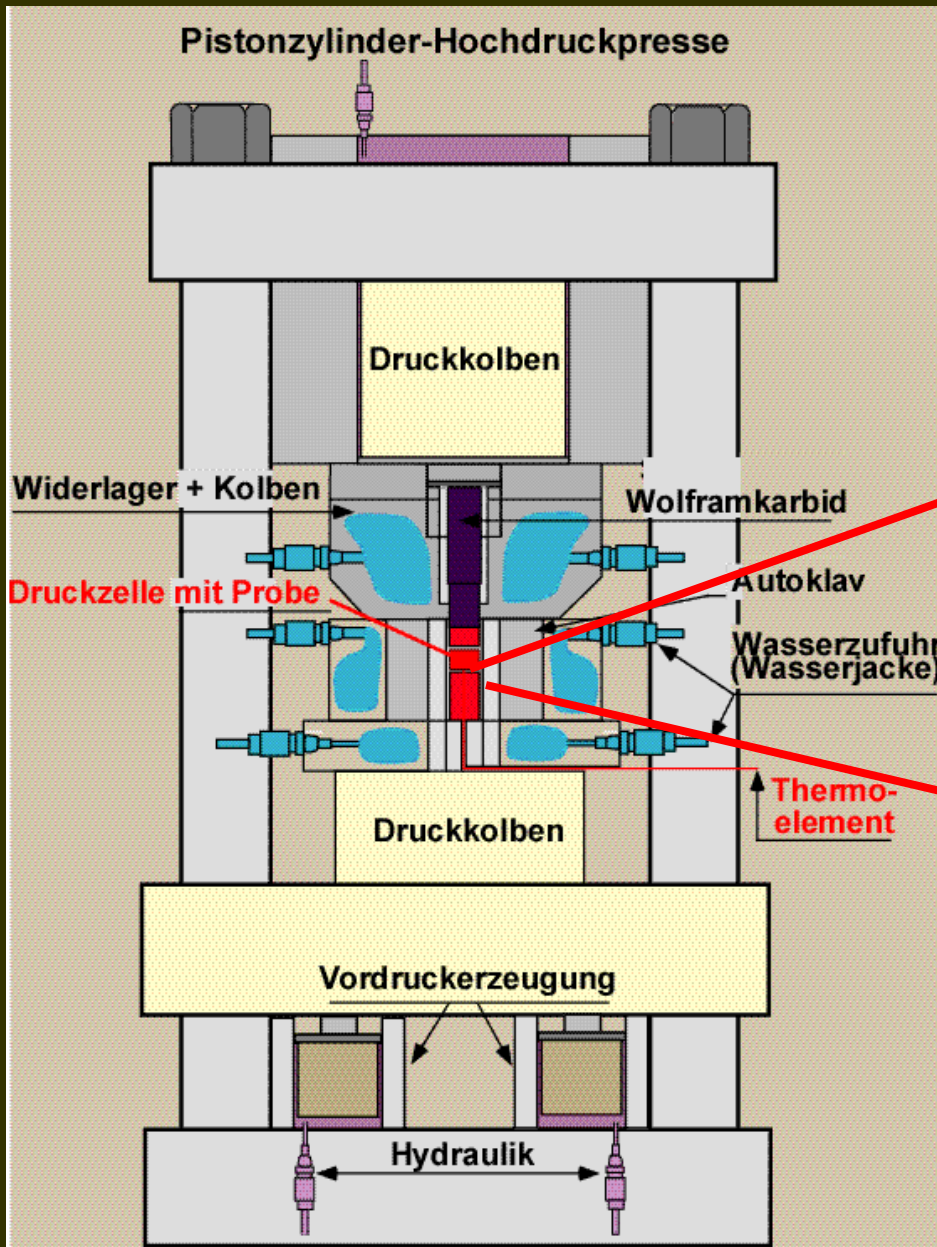 Pistonzylinder-Hochdruckpresse
Druckkolben
Widerlager + Kolben
Wolframkarbid
Druckzelle mit Probe
Autoklav
Wasserzufuhr
(Wasserjacke)
Thermo-
element
Druckkolben
Vordruckerzeugung
Hydraulik